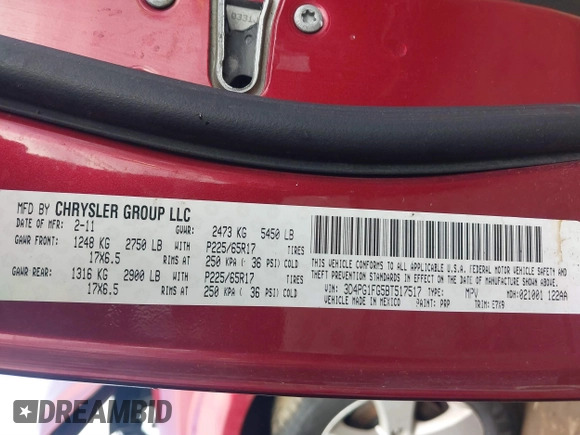 MFD BY CHRYSLER GROUP LLC
DATE OF MFR: 2-11 GVWR: 2473 KG 5450 LB
GAWR FRONT: 1248 KG 2750 LB WITH P225/65R17 TIRES
17X6.5 RIMS AT 250 KPA ( 36 PSI) COLD
GAWR REAR: 1316 KG 2900 LB WITH P225/65R17 TIRES
17X6.5 RIMS AT 250 KPA ( 36 PSI) COLD
THIS VEHICLE CONFORMS TO ALL APPLICABLE U.S.A. FEDERAL MOTOR VEHICLE SAFETY AND
THEFT PREVENTION STANDARDS IN EFFECT ON THE DATE OF MANUFACTURE SHOWN ABOVE.
VIN: 3D4PG1FG5BT517517 TYPE: MPV MDH:021001 122AA
VEHICLE MADE IN MEXICO PAINT: PRP TRIM: E7X9
DREAMBID